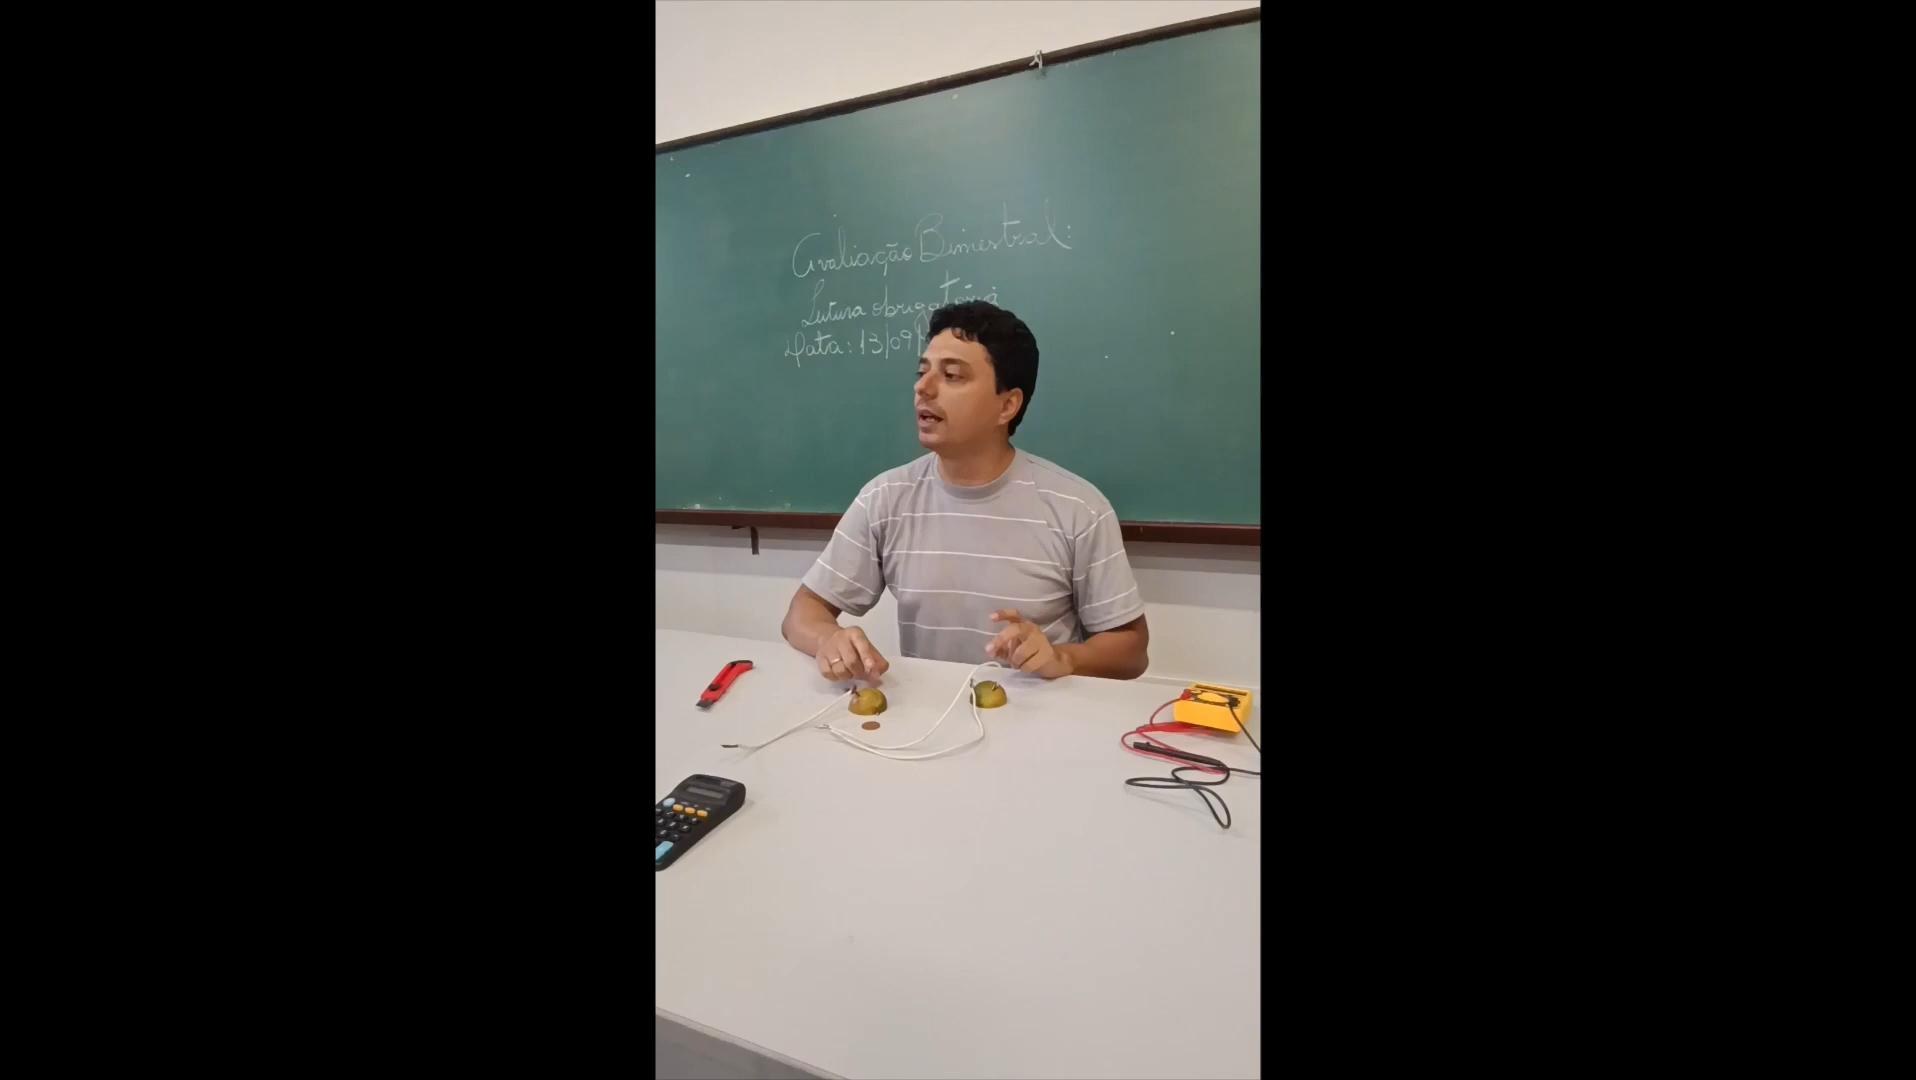 Avaliação Bimestral:
Leitura obrigatória
Data: 13/09/